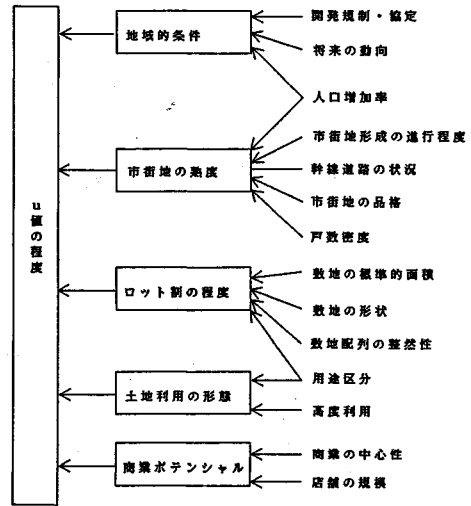 u値の程度
地域的条件
開発規制・協定
将来の動向
人口増加率
市街地の熟度
市街地形成の進行程度
幹線道路の状況
市街地の品格
戸数密度
ロット割の程度
敷地の標準的面積
敷地の形状
敷地配列の整然性
用途区分
土地利用の形態
高度利用
商業ポテンシャル
商業の中心性
店舗の規模